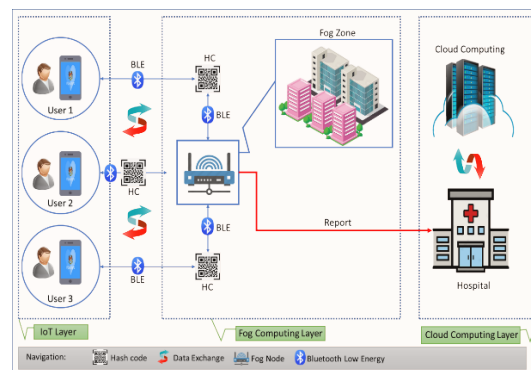 Fog Zone
Cloud Computing
BLE
HC
User 1
BLE
User 2
HC
Report
BLE
Hospital
User 3
BLE
HC
IoT Layer
Fog Computing Layer
Cloud Computing Layer
Navigation:
Hash code
Data Exchange
Fog Node
Bluetooth Low Energy